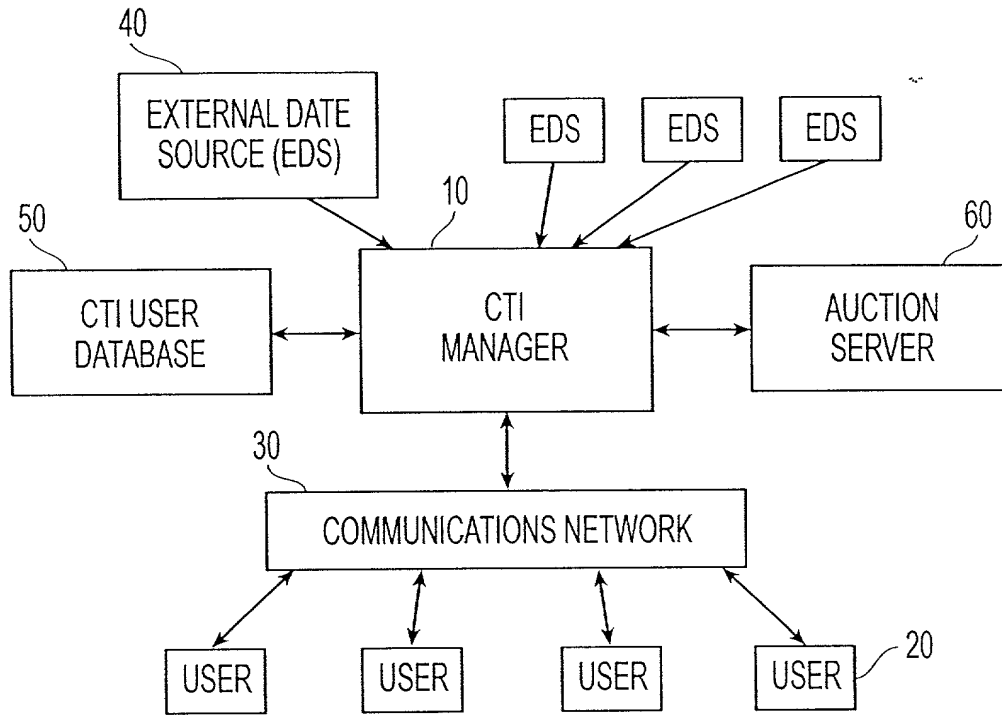 40
EXTERNAL DATE
SOURCE (EDS)
EDS
EDS
EDS
10
50
60
CTI USER
DATABASE
CTI
MANAGER
AUCTION
SERVER
30
COMMUNICATIONS NETWORK
USER
USER
USER
USER
20